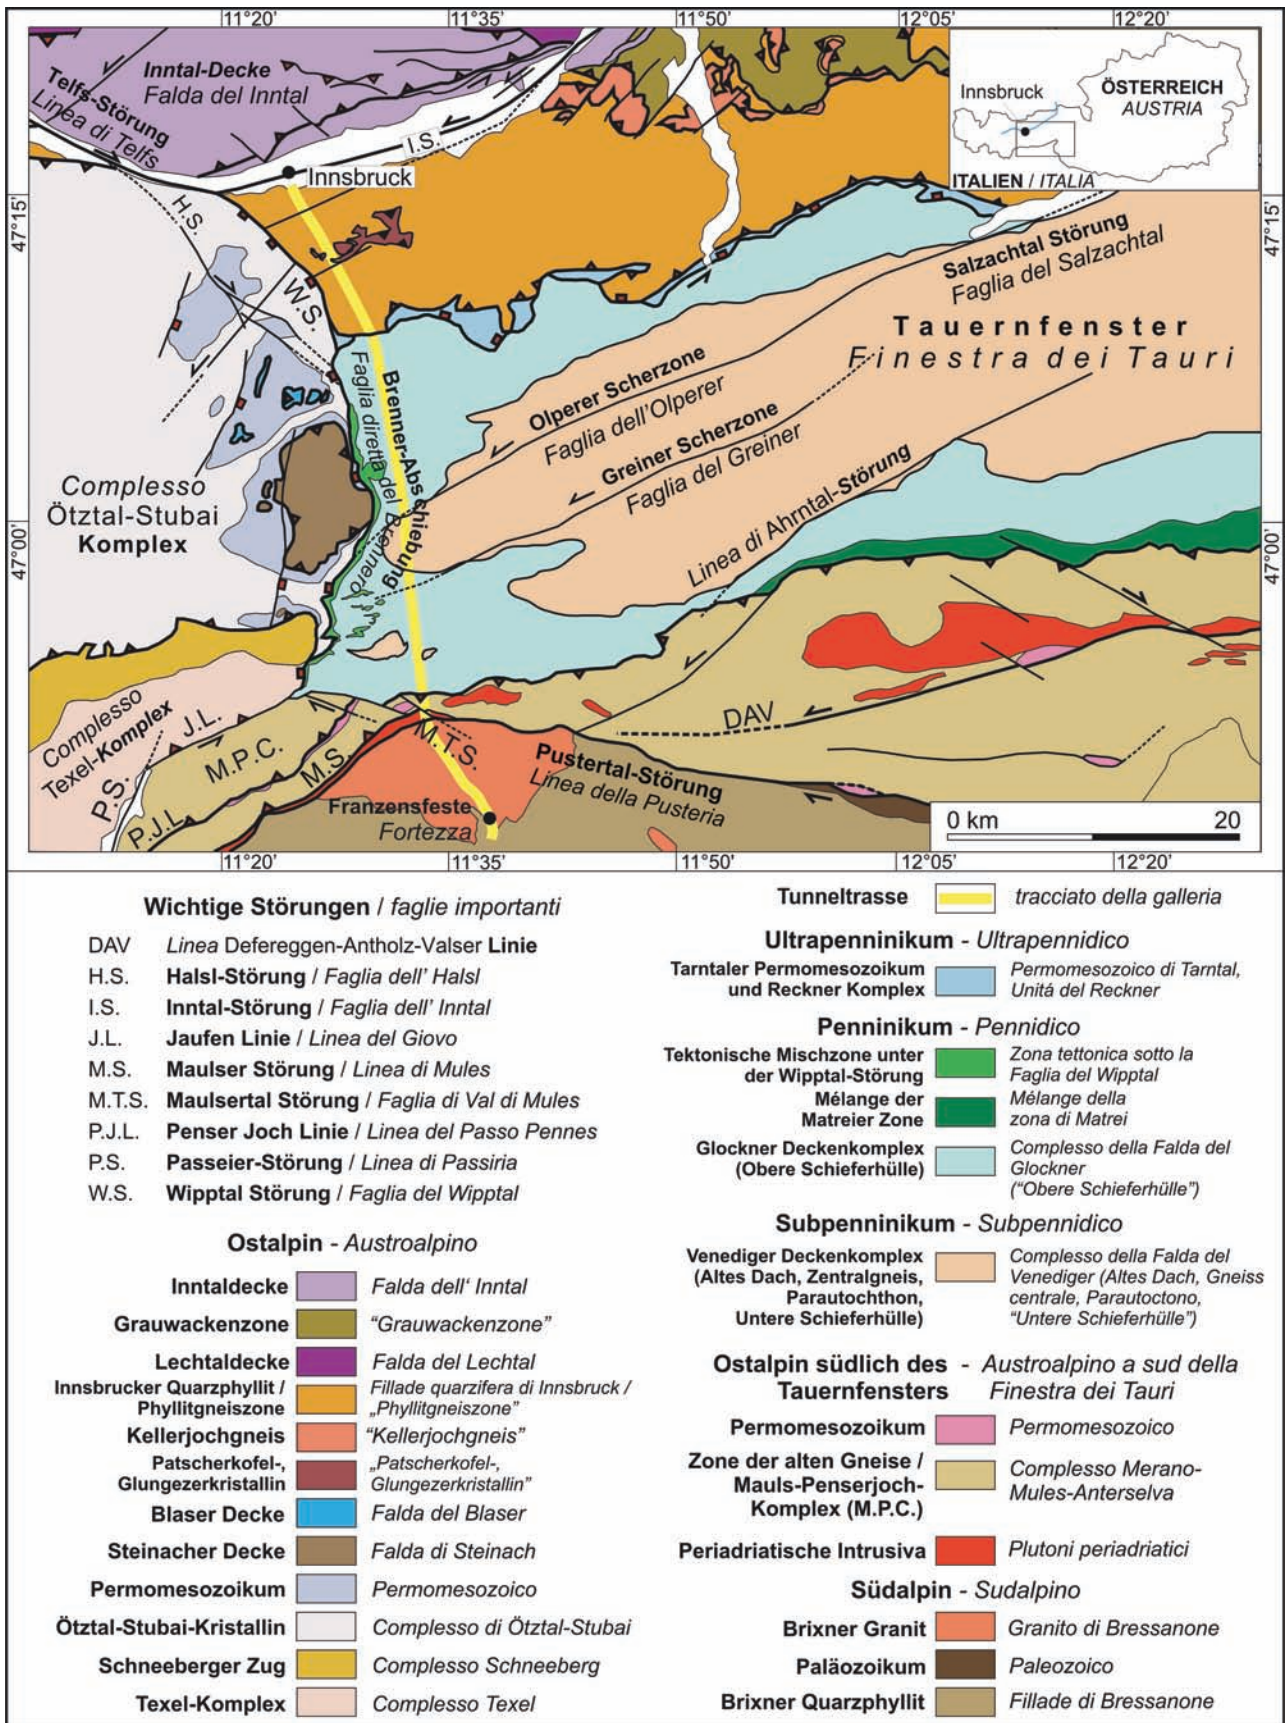 11°20'
11°35'
11°50'
12°05'
12°20'
47°15'
47°00'
47°15'
47°00'
Inntal-Decke
Falda del Inntal
Telfs-Störung
Linea di Telfs
I.S.
Innsbruck
H.S.
W.S.
Innsbruck
ÖSTERREICH
AUSTRIA
ITALIEN / ITALIA
Salzachtal Störung
Faglia del Salzachtal
Tauernfenster
Finestra dei Tauri
Olperer Scherzone
Faglia dell'Olperer
Greiner Scherzone
Faglia del Greiner
Brenner-Abschiebung
Faglia diretta del Brennero
Linea di Ahrntal-Störung
Complesso
Ötztal-Stubai
Komplex
Complesso
Texel-Komplex
J.L.
M.P.C.
M.S.
P.S.
P.J.L.
M.T.S.
DAV
Pustertal-Störung
Linea della Pusteria
Franzensfeste
Fortezza
0 km 20
11°20'
11°35'
11°50'
12°05'
12°20'
Wichtige Störungen / faglie importanti
DAV Linea Defereggen-Antholz-Valser Linie
H.S. Halsl-Störung / Faglia dell' Halsl
I.S. Inntal-Störung / Faglia dell' Inntal
J.L. Jaufen Linie / Linea del Giovo
M.S. Maulser Störung / Linea di Mules
M.T.S. Maulsertal Störung / Faglia di Val di Mules
P.J.L. Penser Joch Linie / Linea del Passo Pennes
P.S. Passeier-Störung / Linea di Passiria
W.S. Wipptal Störung / Faglia del Wipptal
Ostalpin - Austroalpino
Inntaldecke Falda dell' Inntal
Grauwackenzone “Grauwackenzone”
Lechtaldecke Falda del Lechtal
Innsbrucker Quarzphyllit / Fillade quarzifera di Innsbruck /
Phyllitgneiszone „Phyllitgneiszone”
Kellerjochgneis “Kellerjochgneis”
Patscherkofel-, „Patscherkofel-,
Glungezerkristallin Glungezerkristallin”
Blaser Decke Falda del Blaser
Steinacher Decke Falda di Steinach
Permomesozoikum Permomesozoico
Ötztal-Stubai-Kristallin Complesso di Ötztal-Stubai
Schneeberger Zug Complesso Schneeberg
Texel-Komplex Complesso Texel
Tunneltrasse tracciato della galleria
Ultrapenninikum - Ultrapennidico
Tarntaler Permomesozoikum Permomesozoico di Tarntal,
und Reckner Komplex Unitá del Reckner
Penninikum - Pennidico
Tektonische Mischzone unter Zona tettonica sotto la
der Wipptal-Störung Faglia del Wipptal
Mélange der Mélange della
Matreier Zone zona di Matrei
Glockner Deckenkomplex Complesso della Falda del
(Obere Schieferhülle) Glockner
(“Obere Schieferhülle”)
Subpenninikum - Subpennidico
Venediger Deckenkomplex Complesso della Falda del
(Altes Dach, Zentralgneis, Venediger (Altes Dach, Gneiss
Parautochthon, centrale, Parautoctono,
Untere Schieferhülle) “Untere Schieferhülle”)
Ostalpin südlich des - Austroalpino a sud della
Tauernfensters Finestra dei Tauri
Permomesozoikum Permomesozoico
Zone der alten Gneise / Complesso Merano-
Mauls-Penserjoch- Mules-Anterselva
Komplex (M.P.C.)
Periadriatische Intrusiva Plutoni periadriatici
Südalpin - Sudalpino
Brixner Granit Granito di Bressanone
Paläozoikum Paleozoico
Brixner Quarzphyllit Fillade di Bressanone